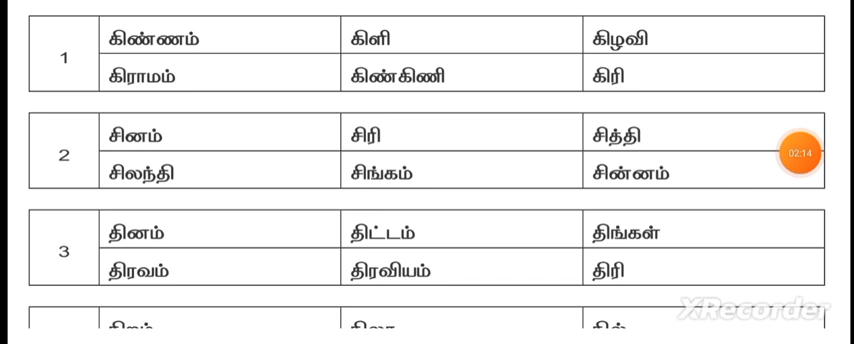 கிண்ணம் கிளி கிழவி
1
கிராமம் கிண்கிணி கிரி
சினம் சிரி சித்தி
2
02:14
சிலந்தி சிங்கம் சின்னம்
தினம் திட்டம் திங்கள்
3
திரவம் திரவியம் திரி
XRecorder